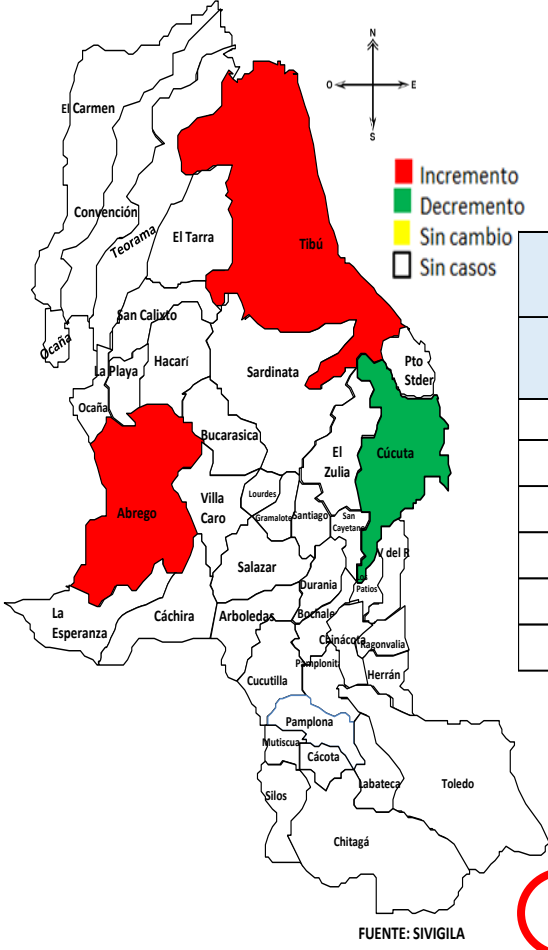 N
O
E
S
El Carmen
Incremento
Decremento
Sin cambio
Sin casos
Convención
Teorama
El Tarra
Tibú
San Calixto
Ocaña
La Playa
Hacarí
Sardinata
Pto
Stder
Ocaña
Bucarasica
El
Zulia
Cúcuta
Abrego
Villa
Caro
Lourdes
Gramalote
Santiago
San
Cayetano
V del R
Salazar
Durania
Patios
La
Esperanza
Cáchira
Arboledas
Bochale
Chinácota
Ragonvalia
Pamplonita
Herrán
Cucutilla
Pamplona
Mutiscua
Cácota
Silos
Labateca
Toledo
Chitagá
FUENTE: SIVIGILA